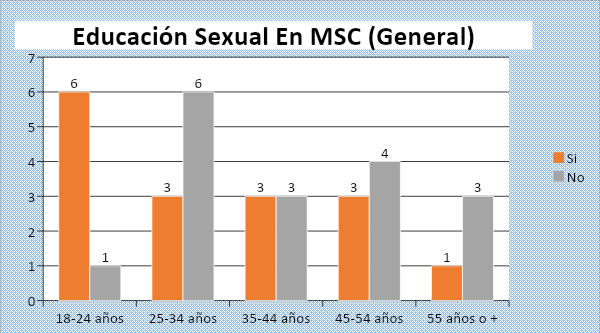 Educación Sexual En MSC (General)
7
6
5
4
3
2
1
0
6
1
3
6
3
3
3
4
1
3
18-24 años
25-34 años
35-44 años
45-54 años
55 años o +
Si
No